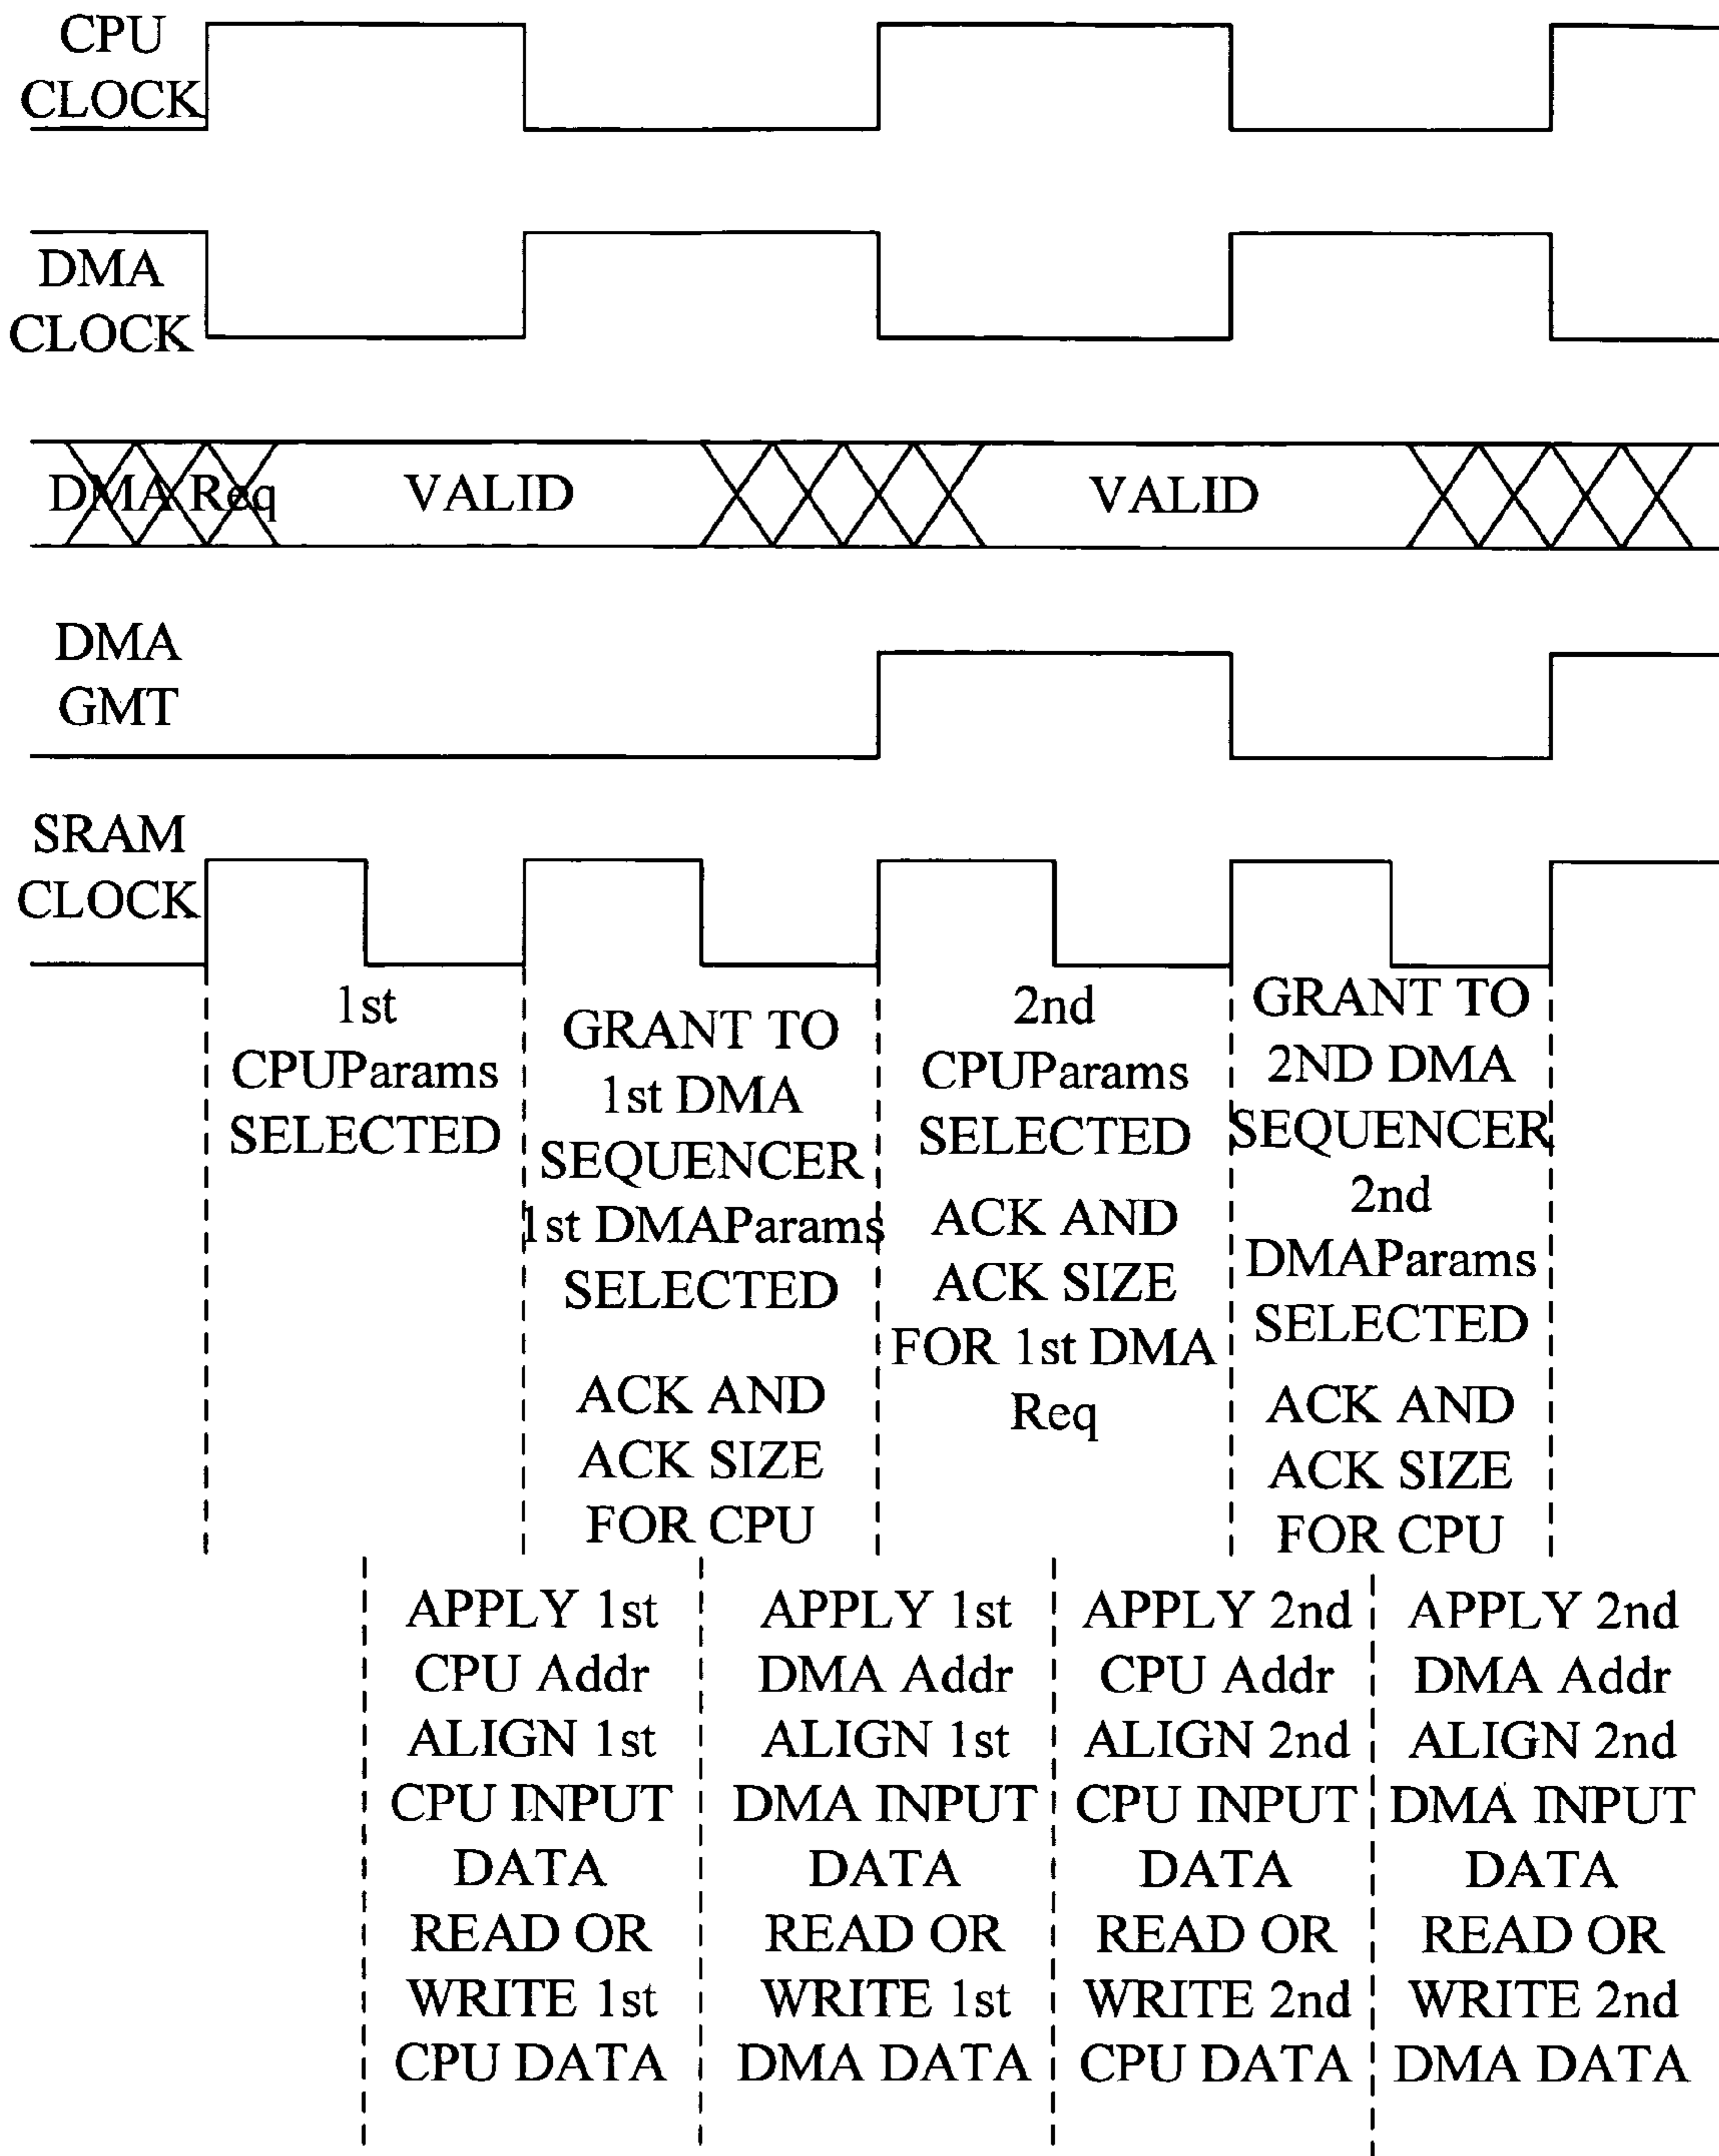 CPU
CLOCK
DMA
CLOCK
DMA Req
VALID
VALID
DMA
GMT
SRAM
CLOCK
1st
CPUParams
SELECTED
GRANT TO
1st DMA
SEQUENCER
1st DMAParams
SELECTED
ACK AND
ACK SIZE
FOR CPU
2nd
CPUParams
SELECTED
ACK AND
ACK SIZE
FOR 1st DMA
Req
GRANT TO
2ND DMA
SEQUENCER
2nd
DMAParams
SELECTED
ACK AND
ACK SIZE
FOR CPU
APPLY 1st
CPU Addr
ALIGN 1st
CPU INPUT
DATA
READ OR
WRITE 1st
CPU DATA
APPLY 1st
DMA Addr
ALIGN 1st
DMA INPUT
DATA
READ OR
WRITE 1st
DMA DATA
APPLY 2nd
CPU Addr
ALIGN 2nd
CPU INPUT
DATA
READ OR
WRITE 2nd
CPU DATA
APPLY 2nd
DMA Addr
ALIGN 2nd
DMA INPUT
DATA
READ OR
WRITE 2nd
DMA DATA